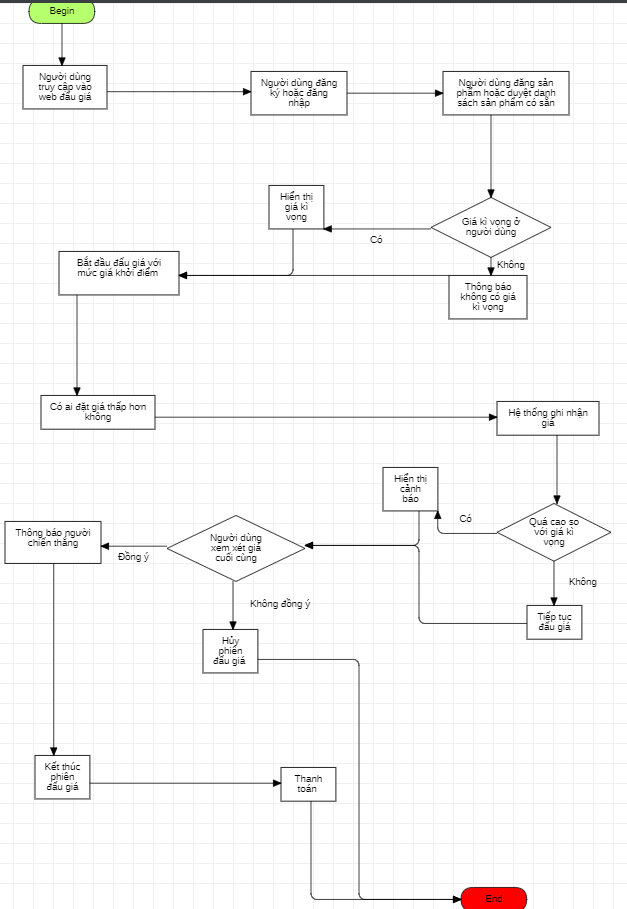 Begin
Người dùng
truy cập vào
web đấu giá
Người dùng đăng
ký hoặc đăng
nhập
Người dùng đăng sản
phẩm hoặc duyệt danh
sách sản phẩm có sẵn
Hiển thị
giá kì
vọng
Giá kì vọng ở
người dùng
Có
Không
Bắt đầu đấu giá với
mức giá khởi điểm
Thông báo
không có giá
kì vọng
Có ai đặt giá thấp hơn
không
Hệ thống ghi nhận
giá
Hiển thị
cảnh
báo
Có
Quá cao so
với giá kì
vọng
Thông báo người
chiến thắng
Người dùng
xem xét giá
cuối cùng
Đồng ý
Không
Không đồng ý
Tiếp tục
đấu giá
Hủy
phiên
đấu giá
Kết thúc
phiên
đấu giá
Thanh
toán
End